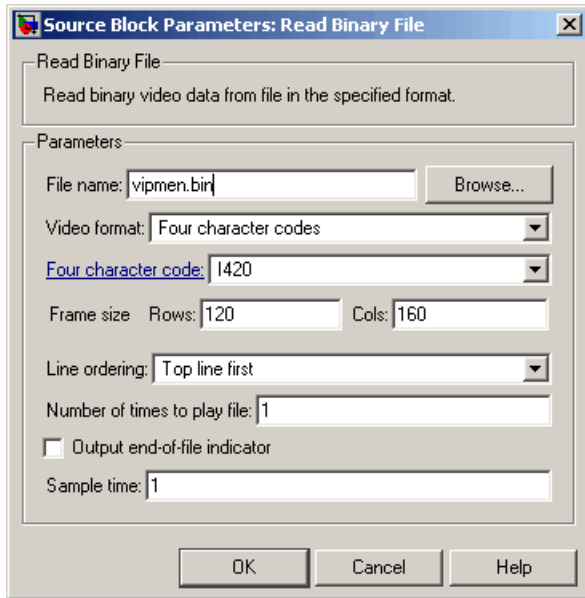 Source Block Parameters: Read Binary File
Read Binary File
Read binary video data from file in the specified format.
Parameters
File name: vipmen.bin Browse...
Video format: Four character codes
Four character code: I420
Frame size Rows: 120 Cols: 160
Line ordering: Top line first
Number of times to play file: 1
Output end-of-file indicator
Sample time: 1
OK Cancel Help